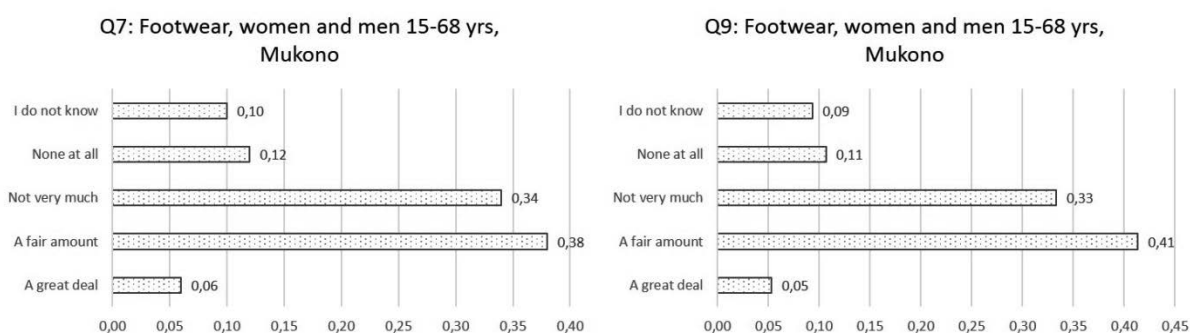 Q7: Footwear, women and men 15-68 yrs,
Mukono
I do not know
0,10
None at all
0,12
Not very much
0,34
A fair amount
0,38
A great deal
0,06
0,00 0,05 0,10 0,15 0,20 0,25 0,30 0,35 0,40
Q9: Footwear, women and men 15-68 yrs,
Mukono
I do not know
0,09
None at all
0,11
Not very much
0,33
A fair amount
0,41
A great deal
0,05
0,00 0,05 0,10 0,15 0,20 0,25 0,30 0,35 0,40 0,45